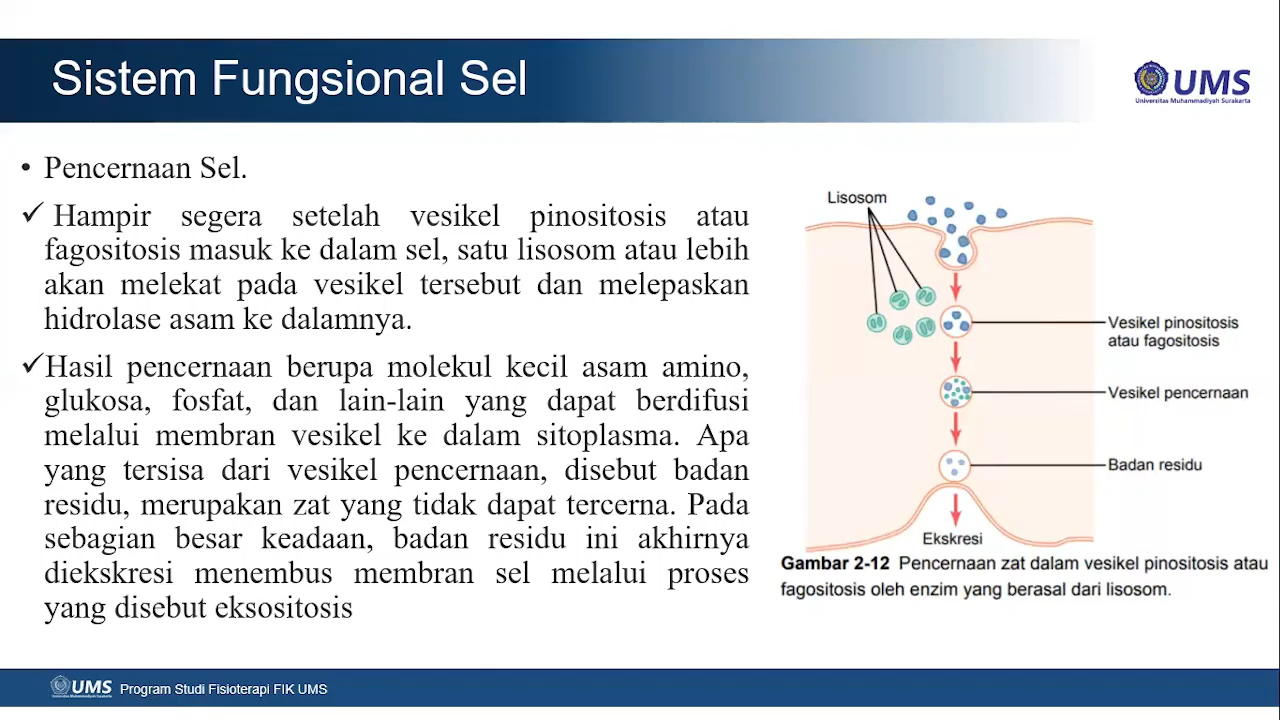 Sistem Fungsional Sel
UMS
Universitas Muhammadiyah Surakarta
• Pencernaan Sel.
✓ Hampir segera setelah vesikel pinositosis atau
fagositosis masuk ke dalam sel, satu lisosom atau lebih
akan melekat pada vesikel tersebut dan melepaskan
hidrolase asam ke dalamnya.
✓Hasil pencernaan berupa molekul kecil asam amino,
glukosa, fosfat, dan lain-lain yang dapat berdifusi
melalui membran vesikel ke dalam sitoplasma. Apa
yang tersisa dari vesikel pencernaan, disebut badan
residu, merupakan zat yang tidak dapat tercerna. Pada
sebagian besar keadaan, badan residu ini akhirnya
diekskresi menembus membran sel melalui proses
yang disebut eksositosis
Lisosom
Vesikel pinositosis
atau fagositosis
Vesikel pencernaan
Badan residu
Ekskresi
Gambar 2-12 Pencernaan zat dalam vesikel pinositosis atau
fagositosis oleh enzim yang berasal dari lisosom.
UMS
Universitas Muhammadiyah Surakarta
Program Studi Fisioterapi FIK UMS